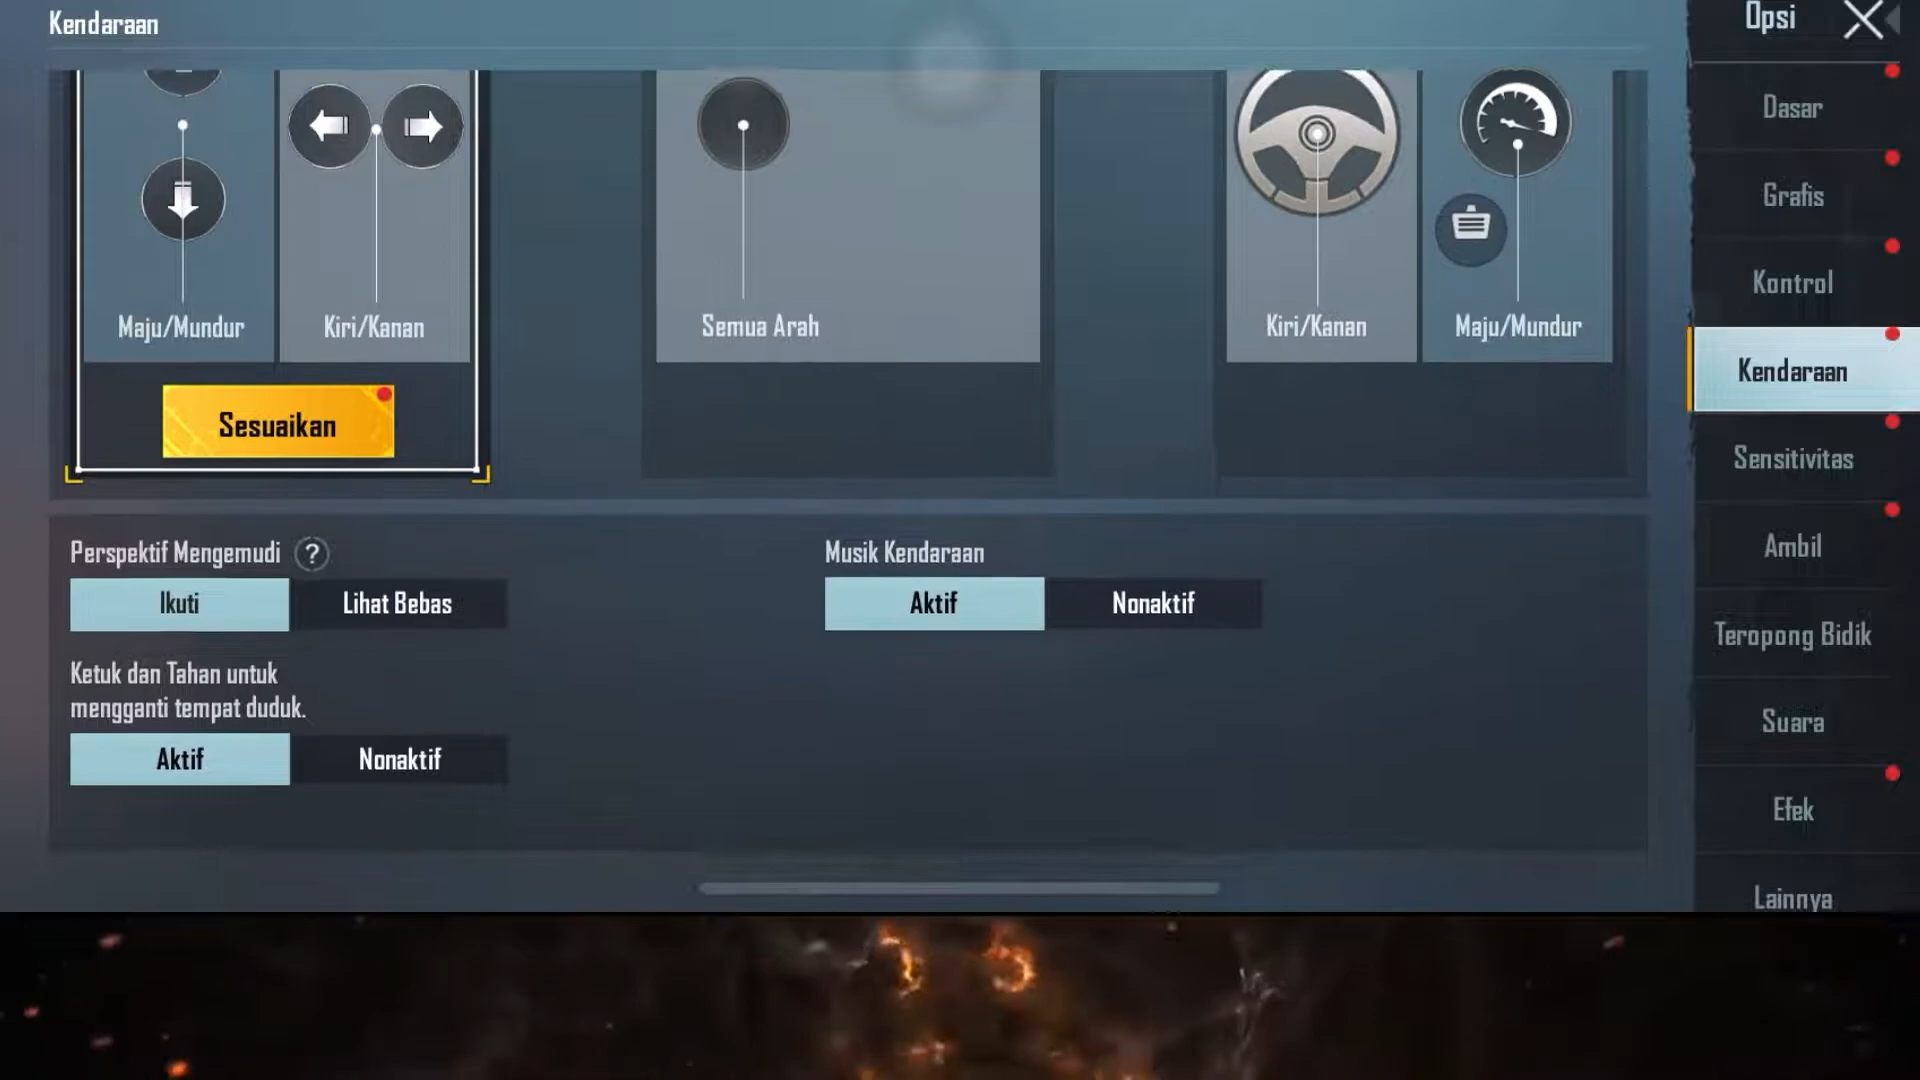 Kendaraan
Opsi
Maju/Mundur
Kiri/Kanan
Semua Arah
Kiri/Kanan
Maju/Mundur
Sesuaikan
Perspektif Mengemudi ?
Ikuti
Lihat Bebas
Musik Kendaraan
Aktif
Nonaktif
Ketuk dan Tahan untuk
mengganti tempat duduk.
Aktif
Nonaktif
Dasar
Grafis
Kontrol
Kendaraan
Sensitivitas
Ambil
Teropong Bidik
Suara
Efek
Lainnya